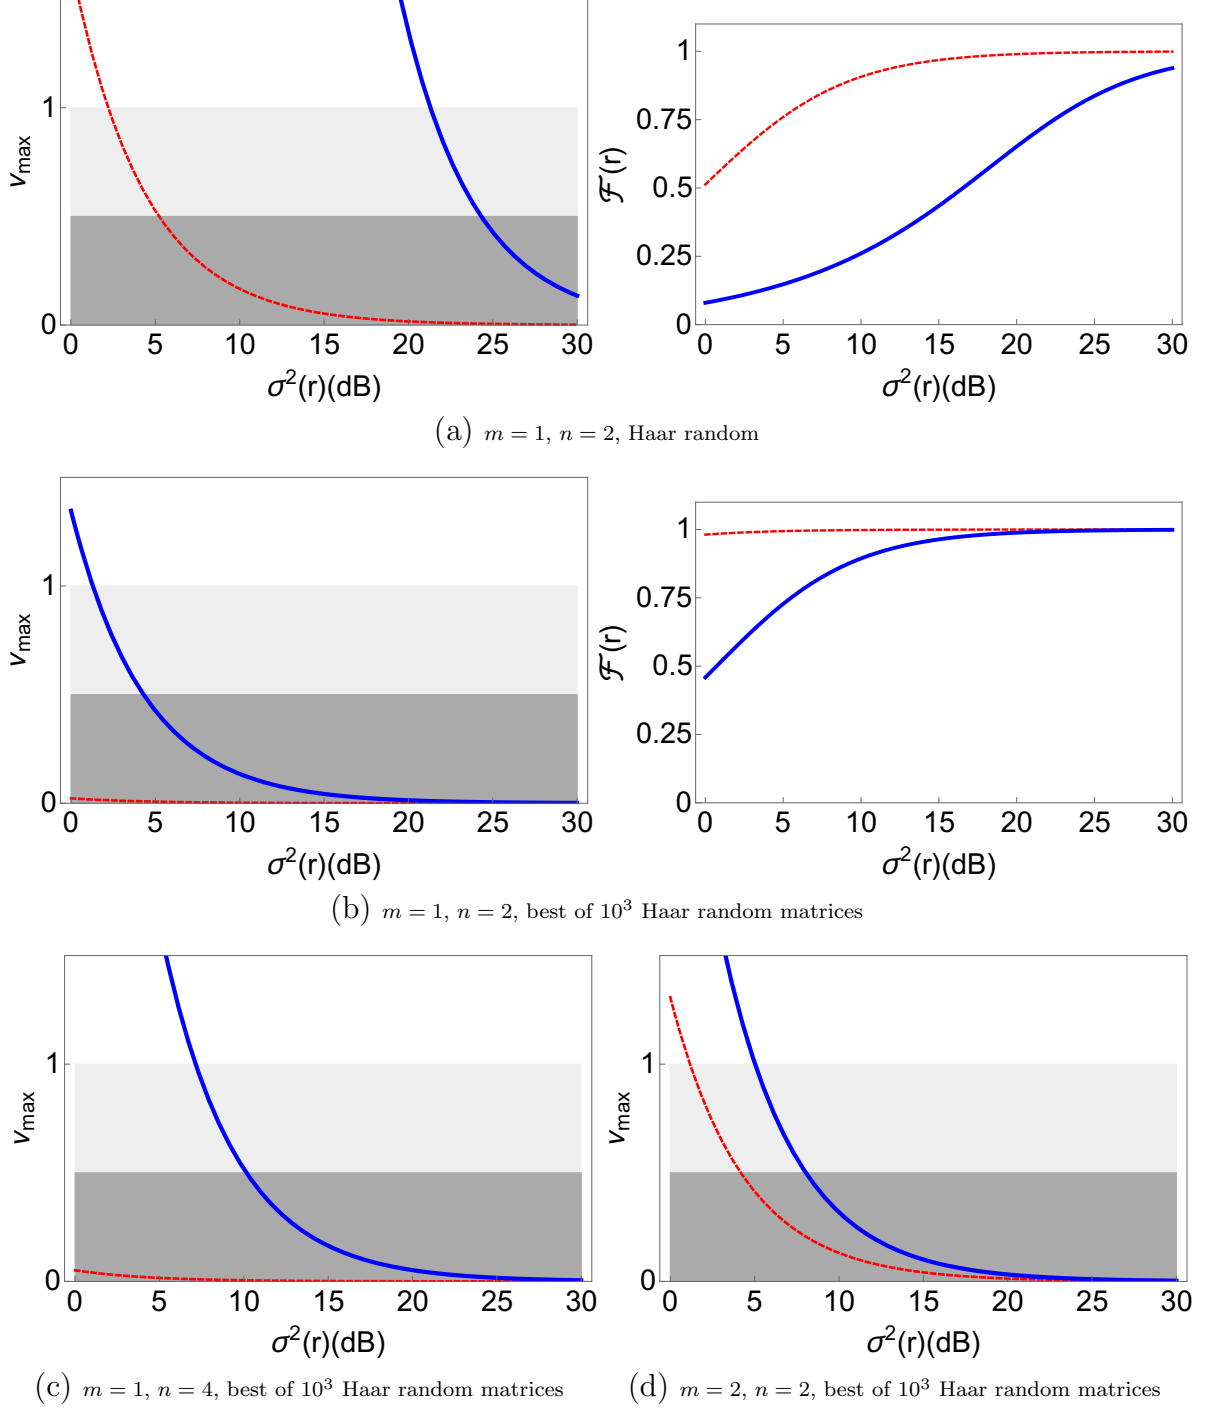 1
ν_max
0
0 5 10 15 20 25 30
σ²(r)(dB)
1
0.75
ℱ(r)
0.5
0.25
0
0 5 10 15 20 25 30
σ²(r)(dB)
(a) m = 1, n = 2, Haar random
1
ν_max
0
0 5 10 15 20 25 30
σ²(r)(dB)
1
0.75
ℱ(r)
0.5
0.25
0
0 5 10 15 20 25 30
σ²(r)(dB)
(b) m = 1, n = 2, best of 10³ Haar random matrices
1
ν_max
0
0 5 10 15 20 25 30
σ²(r)(dB)
(c) m = 1, n = 4, best of 10³ Haar random matrices
1
ν_max
0
0 5 10 15 20 25 30
σ²(r)(dB)
(d) m = 2, n = 2, best of 10³ Haar random matrices